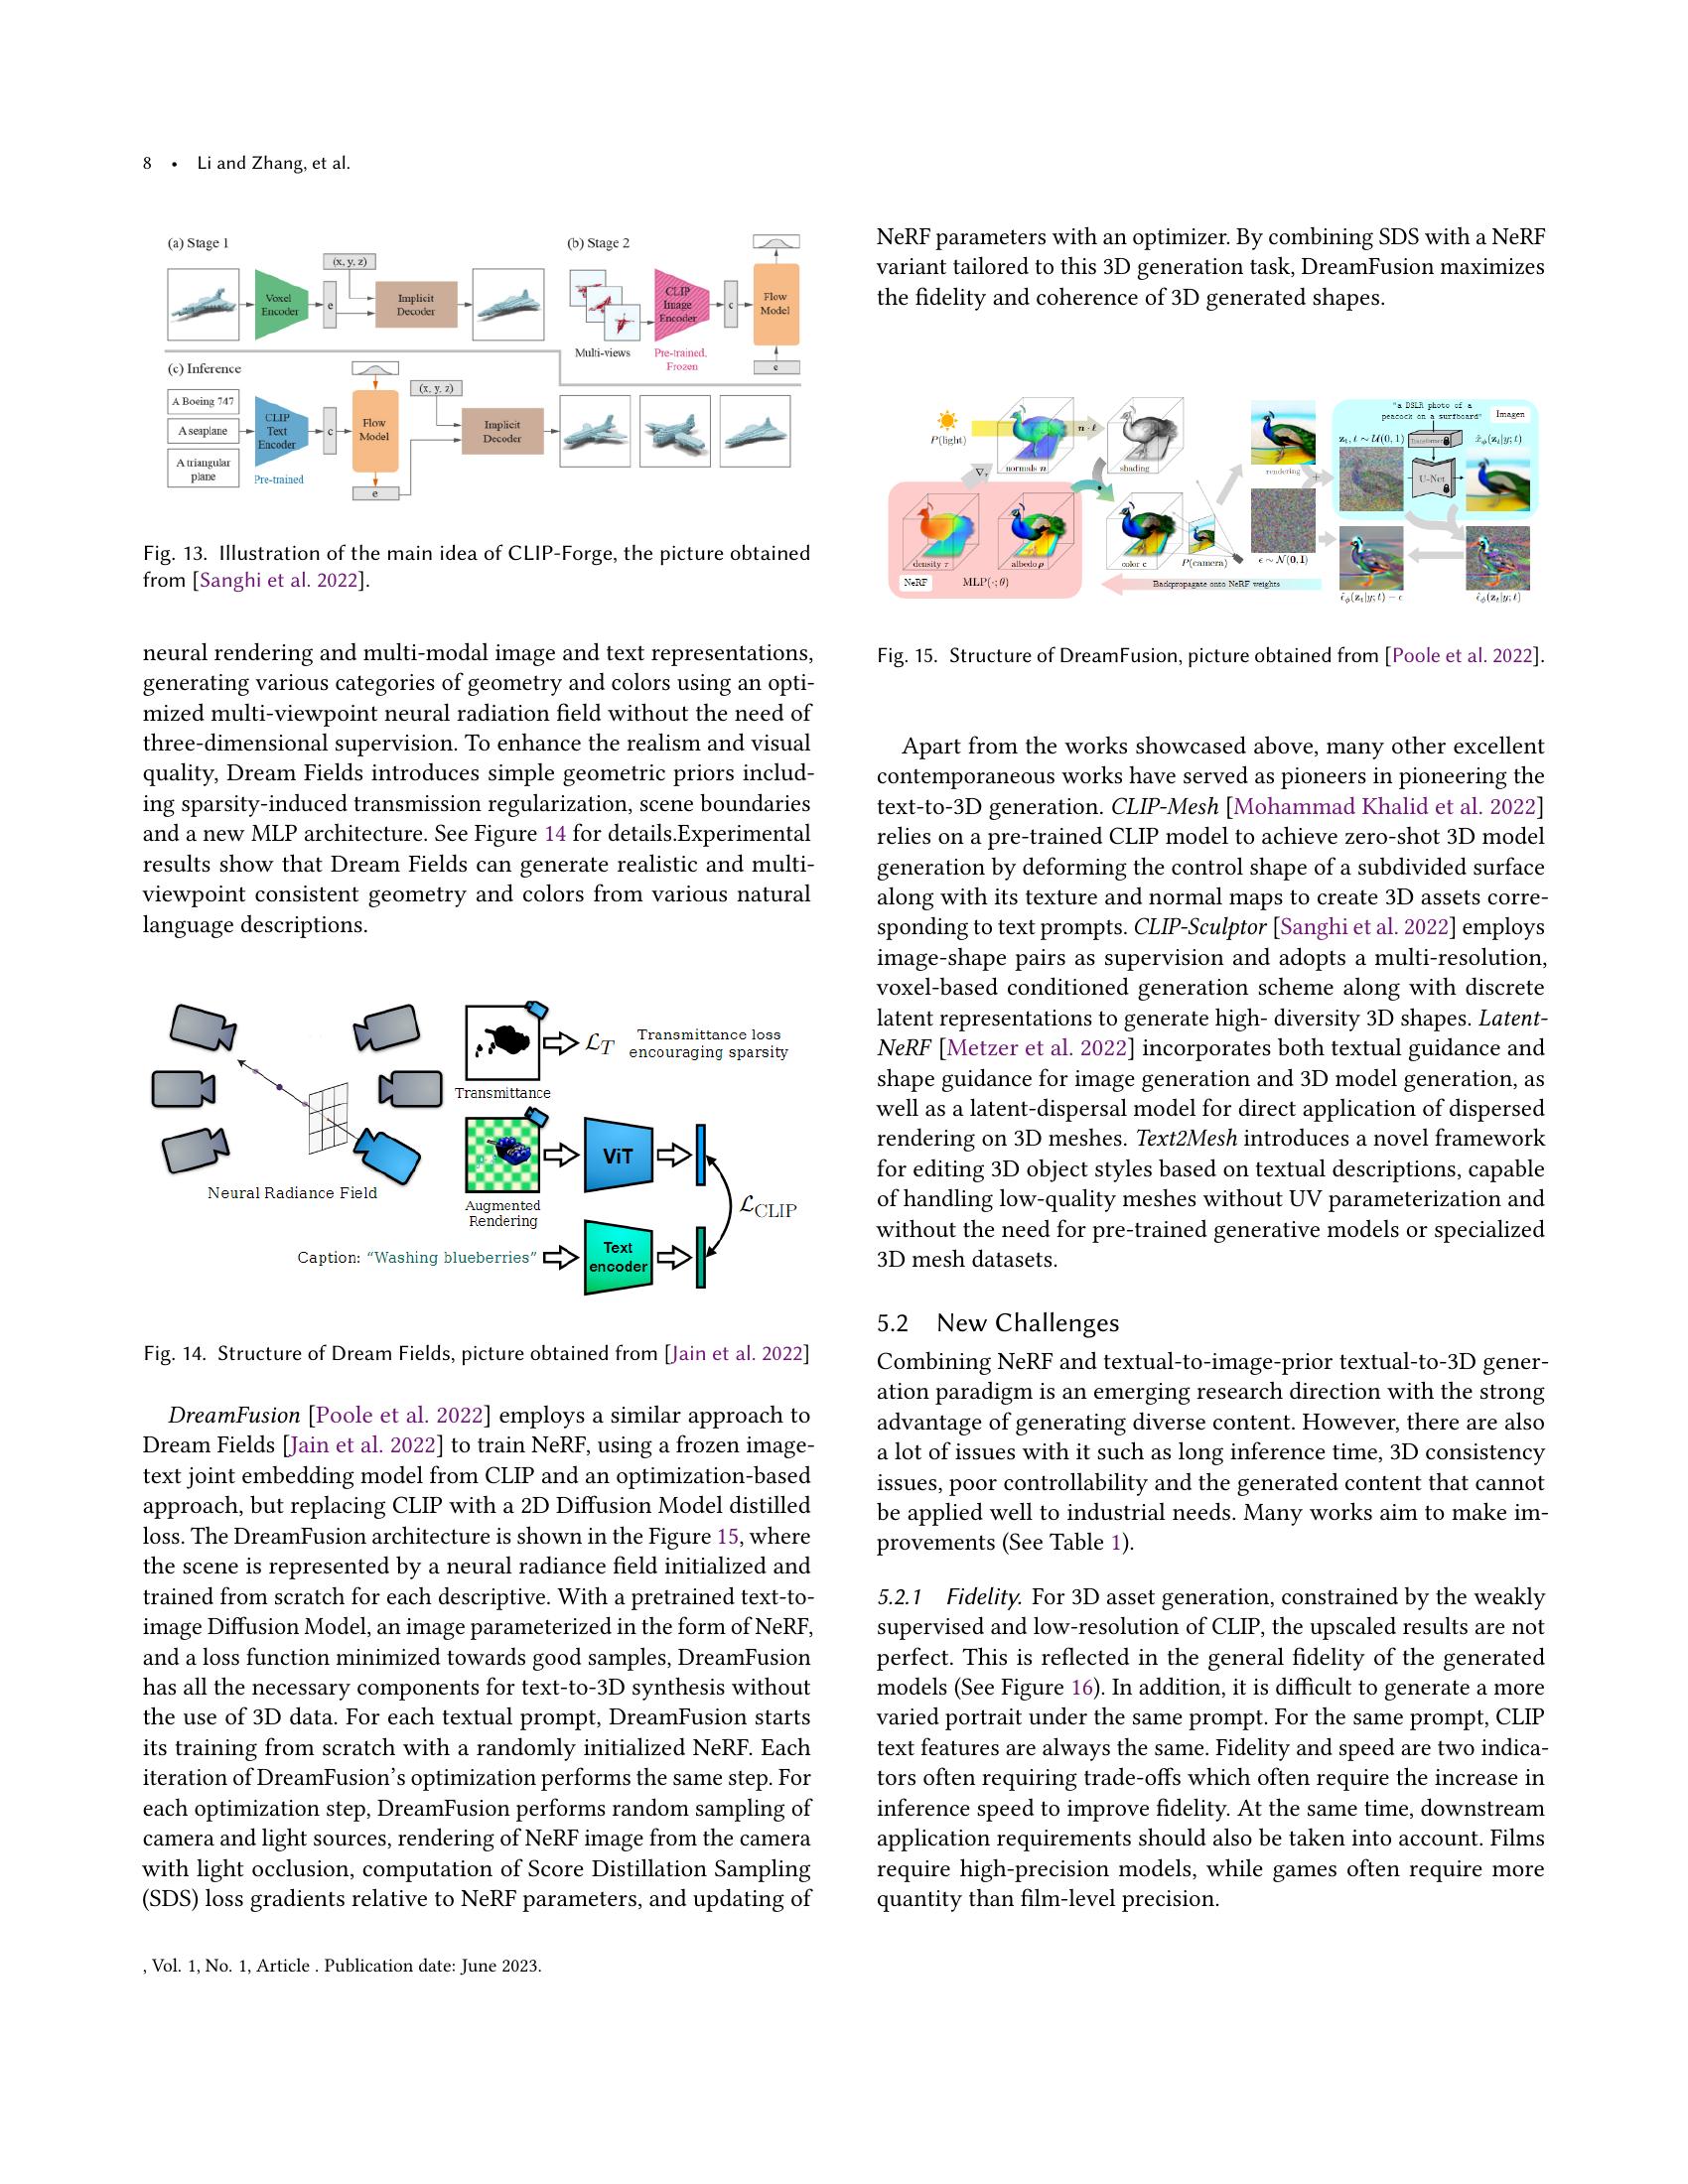 8 • Li and Zhang, et al.
(a) Stage 1
(x, y, z)
Voxel
Encoder
e
Implicit
Decoder
(b) Stage 2
CLIP
Image
Encoder
c
Flow
Model
Multi-views
Pre-trained,
Frozen
e
(c) Inference
A Boeing 747
A seaplane
A triangular
plane
CLIP
Text
Encoder
Pre-trained
c
Flow
Model
e
(x, y, z)
Implicit
Decoder
Fig. 13. Illustration of the main idea of CLIP-Forge, the picture obtained
from [Sanghi et al. 2022].
neural rendering and multi-modal image and text representations,
generating various categories of geometry and colors using an opti-
mized multi-viewpoint neural radiation field without the need of
three-dimensional supervision. To enhance the realism and visual
quality, Dream Fields introduces simple geometric priors includ-
ing sparsity-induced transmission regularization, scene boundaries
and a new MLP architecture. See Figure 14 for details.Experimental
results show that Dream Fields can generate realistic and multi-
viewpoint consistent geometry and colors from various natural
language descriptions.
Neural Radiance Field
Transmittance
ℒT
Transmittance loss
encouraging sparsity
Augmented
Rendering
ViT
ℒCLIP
Caption: “Washing blueberries”
Text
encoder
Fig. 14. Structure of Dream Fields, picture obtained from [Jain et al. 2022]
DreamFusion [Poole et al. 2022] employs a similar approach to
Dream Fields [Jain et al. 2022] to train NeRF, using a frozen image-
text joint embedding model from CLIP and an optimization-based
approach, but replacing CLIP with a 2D Diffusion Model distilled
loss. The DreamFusion architecture is shown in the Figure 15, where
the scene is represented by a neural radiance field initialized and
trained from scratch for each descriptive. With a pretrained text-to-
image Diffusion Model, an image parameterized in the form of NeRF,
and a loss function minimized towards good samples, DreamFusion
has all the necessary components for text-to-3D synthesis without
the use of 3D data. For each textual prompt, DreamFusion starts
its training from scratch with a randomly initialized NeRF. Each
iteration of DreamFusion’s optimization performs the same step. For
each optimization step, DreamFusion performs random sampling of
camera and light sources, rendering of NeRF image from the camera
with light occlusion, computation of Score Distillation Sampling
(SDS) loss gradients relative to NeRF parameters, and updating of
NeRF parameters with an optimizer. By combining SDS with a NeRF
variant tailored to this 3D generation task, DreamFusion maximizes
the fidelity and coherence of 3D generated shapes.
P(light)
normals n
n · ℓ
shading
∇τ
density τ
albedo ρ
NeRF
MLP(·; θ)
color c
P(camera)
rendering
ϵ ∼ N(0, I)
"a DSLR photo of a
peacock on a surfboard"
Imagen
z_t, t ∼ U(0, 1)
Transformer
x̂_ϕ(z_t|y; t)
U-Net
Backpropagate onto NeRF weights
ϵ̂_ϕ(z_t|y; t) − ϵ
ϵ̂_ϕ(z_t|y; t)
Fig. 15. Structure of DreamFusion, picture obtained from [Poole et al. 2022].
Apart from the works showcased above, many other excellent
contemporaneous works have served as pioneers in pioneering the
text-to-3D generation. CLIP-Mesh [Mohammad Khalid et al. 2022]
relies on a pre-trained CLIP model to achieve zero-shot 3D model
generation by deforming the control shape of a subdivided surface
along with its texture and normal maps to create 3D assets corre-
sponding to text prompts. CLIP-Sculptor [Sanghi et al. 2022] employs
image-shape pairs as supervision and adopts a multi-resolution,
voxel-based conditioned generation scheme along with discrete
latent representations to generate high- diversity 3D shapes. Latent-
NeRF [Metzer et al. 2022] incorporates both textual guidance and
shape guidance for image generation and 3D model generation, as
well as a latent-dispersal model for direct application of dispersed
rendering on 3D meshes. Text2Mesh introduces a novel framework
for editing 3D object styles based on textual descriptions, capable
of handling low-quality meshes without UV parameterization and
without the need for pre-trained generative models or specialized
3D mesh datasets.
5.2 New Challenges
Combining NeRF and textual-to-image-prior textual-to-3D gener-
ation paradigm is an emerging research direction with the strong
advantage of generating diverse content. However, there are also
a lot of issues with it such as long inference time, 3D consistency
issues, poor controllability and the generated content that cannot
be applied well to industrial needs. Many works aim to make im-
provements (See Table 1).
5.2.1 Fidelity. For 3D asset generation, constrained by the weakly
supervised and low-resolution of CLIP, the upscaled results are not
perfect. This is reflected in the general fidelity of the generated
models (See Figure 16). In addition, it is difficult to generate a more
varied portrait under the same prompt. For the same prompt, CLIP
text features are always the same. Fidelity and speed are two indica-
tors often requiring trade-offs which often require the increase in
inference speed to improve fidelity. At the same time, downstream
application requirements should also be taken into account. Films
require high-precision models, while games often require more
quantity than film-level precision.
, Vol. 1, No. 1, Article . Publication date: June 2023.